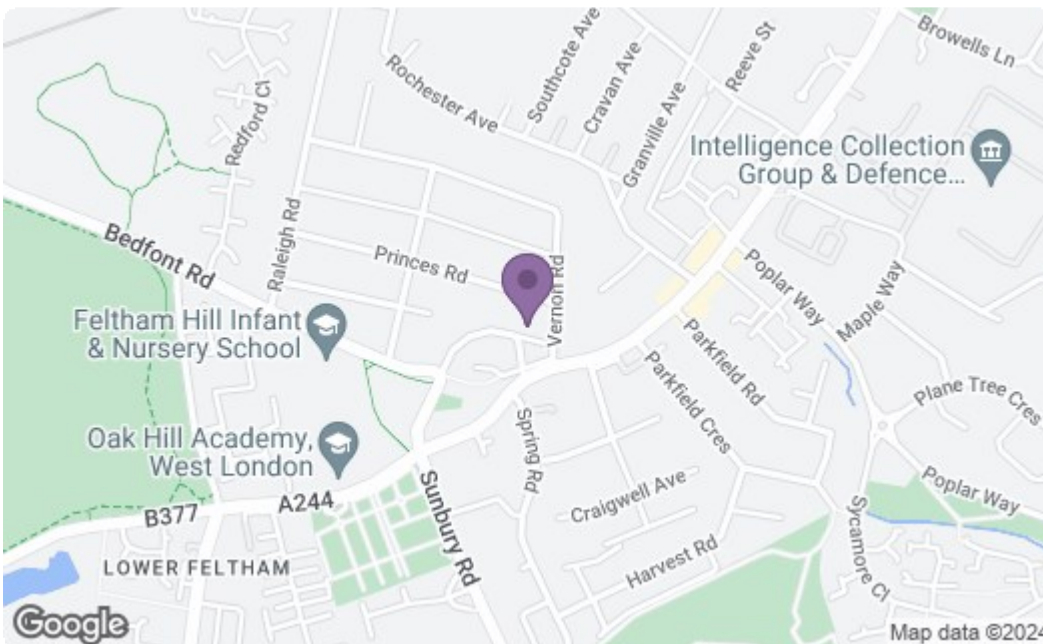 Browells Ln
Reeve St
Southcote Ave
Cravan Ave
Rochester Ave
Granville Ave
Redford Cl
Intelligence Collection
Group & Defence...
Raleigh Rd
Bedfont Rd
Princes Rd
Vernon Rd
Poplar Way
Maple Way
Feltham Hill Infant
& Nursery School
Parkfield Rd
Parkfield Cres
Plane Tree Cres
Oak Hill Academy,
West London
Spring Rd
Sunbury Rd
Craigwell Ave
Poplar Way
A244
B377
Harvest Rd
Sycamore Cl
LOWER FELTHAM
Google
Map data ©2024